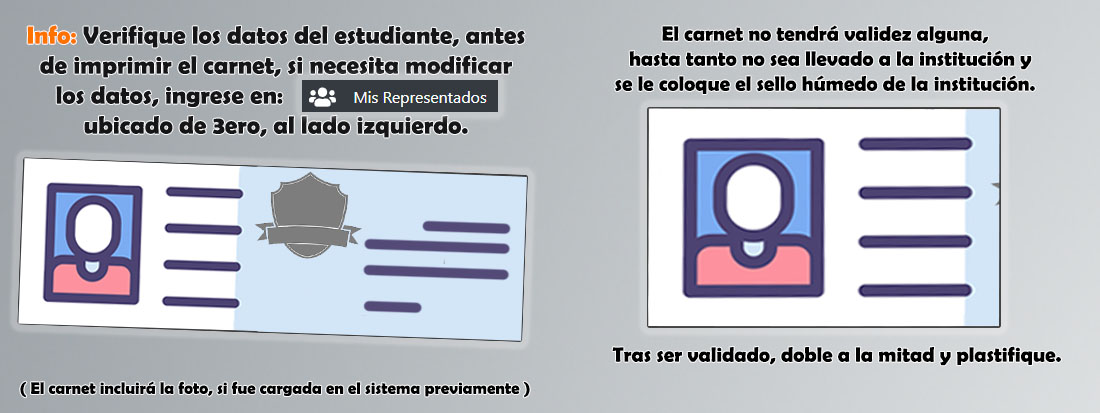 Info: Verifique los datos del estudiante, antes
de imprimir el carnet, si necesita modificar
los datos, ingrese en: Mis Representados
ubicado de 3ero, al lado izquierdo.
( El carnet incluirá la foto, si fue cargada en el sistema previamente )
El carnet no tendrá validez alguna,
hasta tanto no sea llevado a la institución y
se le coloque el sello húmedo de la institución.
Tras ser validado, doble a la mitad y plastifique.